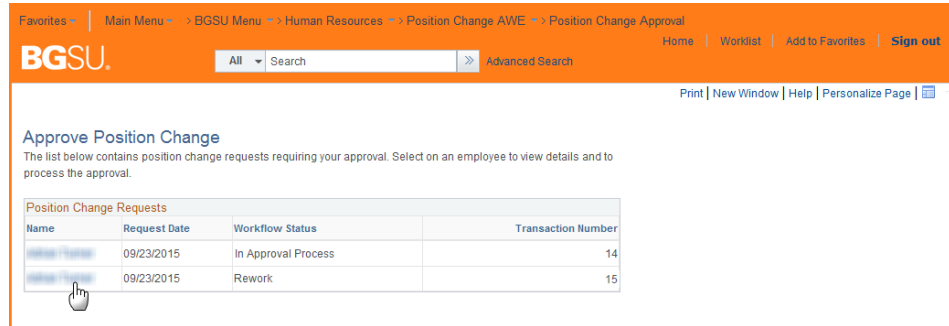 Favorites Main Menu > BGSU Menu > Human Resources > Position Change AWE > Position Change Approval
Home | Worklist | Add to Favorites | Sign out
BGSU.
All Search Advanced Search
Print | New Window | Help | Personalize Page |
Approve Position Change
The list below contains position change requests requiring your approval. Select on an employee to view details and to
process the approval.
Position Change Requests
Name Request Date Workflow Status Transaction Number
09/23/2015 In Approval Process 14
09/23/2015 Rework 15